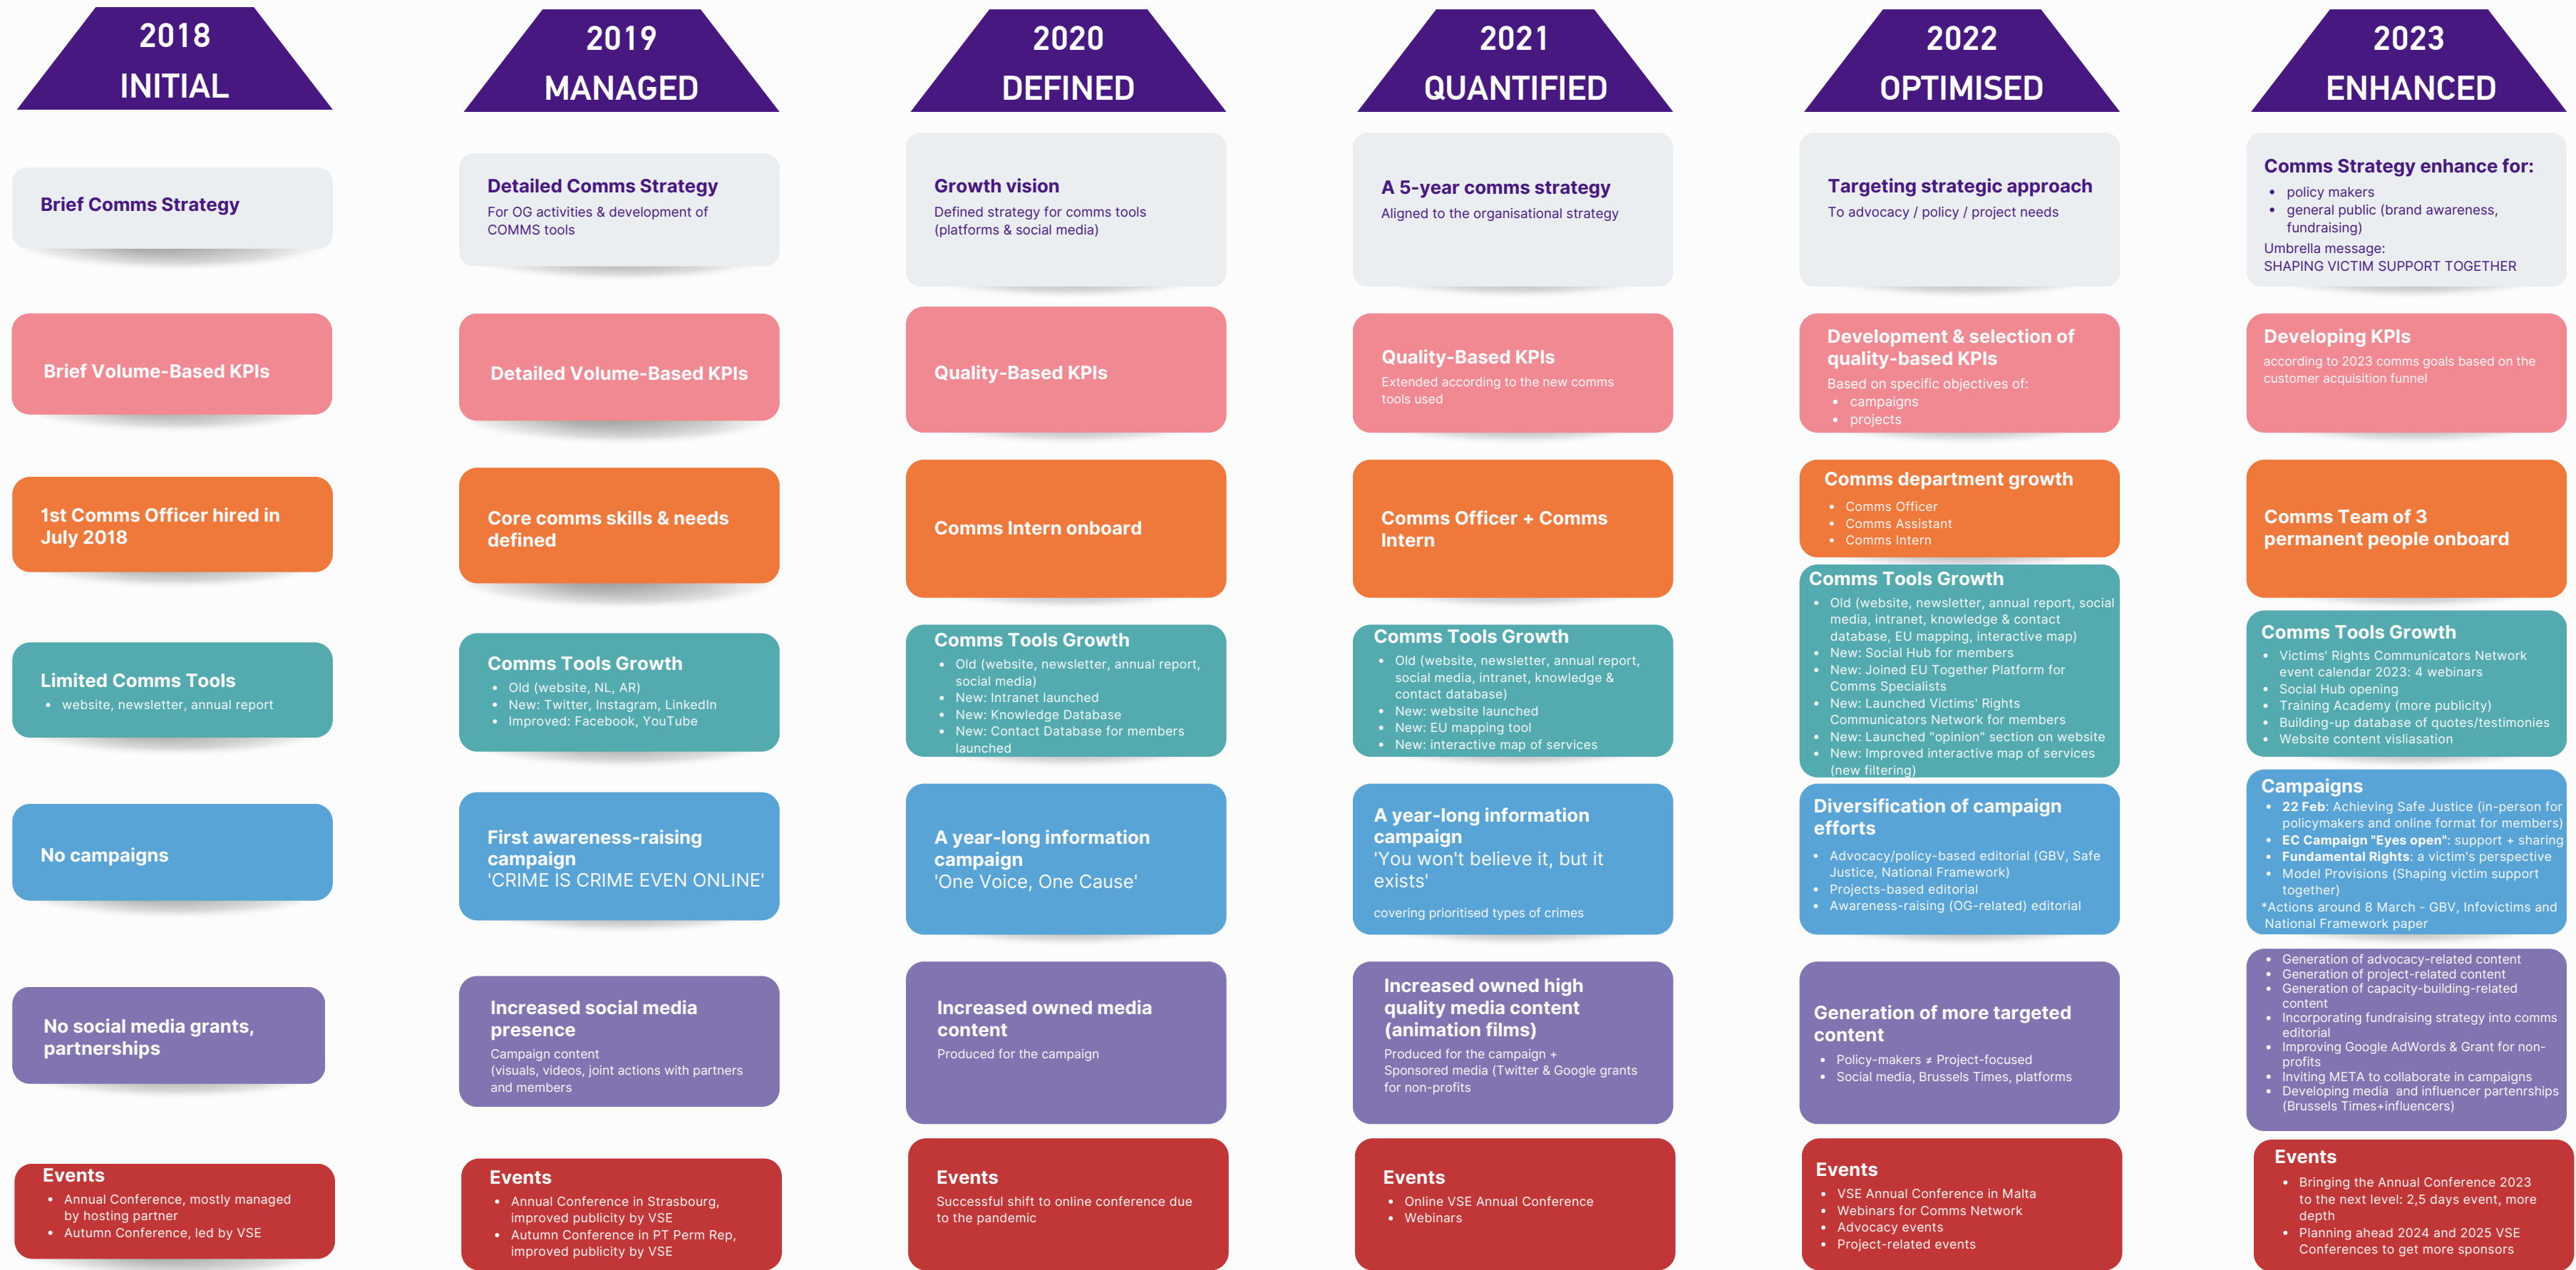 2018
INITIAL
Brief Comms Strategy
Brief Volume-Based KPIs
1st Comms Officer hired in
July 2018
Limited Comms Tools
• website, newsletter, annual report
No campaigns
No social media grants,
partnerships
Events
• Annual Conference, mostly managed
by hosting partner
• Autumn Conference, led by VSE
2019
MANAGED
Detailed Comms Strategy
For OG activities & development of
COMMS tools
Detailed Volume-Based KPIs
Core comms skills & needs
defined
Comms Tools Growth
• Old (website, NL, AR)
• New: Twitter, Instagram, LinkedIn
• Improved: Facebook, YouTube
First awareness-raising
campaign
'CRIME IS CRIME EVEN ONLINE'
Increased social media
presence
Campaign content
(visuals, videos, joint actions with partners
and members
Events
• Annual Conference in Strasbourg,
improved publicity by VSE
• Autumn Conference in PT Perm Rep,
improved publicity by VSE
2020
DEFINED
Growth vision
Defined strategy for comms tools
(platforms & social media)
Quality-Based KPIs
Comms Intern onboard
Comms Tools Growth
• Old (website, newsletter, annual report,
social media)
• New: Intranet launched
• New: Knowledge Database
• New: Contact Database for members
launched
A year-long information
campaign
'One Voice, One Cause'
Increased owned media
content
Produced for the campaign
Events
Successful shift to online conference due
to the pandemic
2021
QUANTIFIED
A 5-year comms strategy
Aligned to the organisational strategy
Quality-Based KPIs
Extended according to the new comms
tools used
Comms Officer + Comms
Intern
Comms Tools Growth
• Old (website, newsletter, annual report,
social media, intranet, knowledge &
contact database)
• New: website launched
• New: EU mapping tool
• New: interactive map of services
A year-long information
campaign
'You won't believe it, but it
exists'
covering prioritised types of crimes
Increased owned high
quality media content
(animation films)
Produced for the campaign +
Sponsored media (Twitter & Google grants
for non-profits
Events
• Online VSE Annual Conference
• Webinars
2022
OPTIMISED
Targeting strategic approach
To advocacy / policy / project needs
Development & selection of
quality-based KPIs
Based on specific objectives of:
• campaigns
• projects
Comms department growth
• Comms Officer
• Comms Assistant
• Comms Intern
Comms Tools Growth
• Old (website, newsletter, annual report, social
media, intranet, knowledge & contact
database, EU mapping, interactive map)
• New: Social Hub for members
• New: Joined EU Together Platform for
Comms Specialists
• New: Launched Victims' Rights
Communicators Network for members
• New: Launched "opinion" section on website
• New: Improved interactive map of services
(new filtering)
Diversification of campaign
efforts
• Advocacy/policy-based editorial (GBV, Safe
Justice, National Framework)
• Projects-based editorial
• Awareness-raising (OG-related) editorial
Generation of more targeted
content
• Policy-makers ≠ Project-focused
• Social media, Brussels Times, platforms
Events
• VSE Annual Conference in Malta
• Webinars for Comms Network
• Advocacy events
• Project-related events
2023
ENHANCED
Comms Strategy enhance for:
• policy makers
• general public (brand awareness,
fundraising)
Umbrella message:
SHAPING VICTIM SUPPORT TOGETHER
Developing KPIs
according to 2023 comms goals based on the
customer acquisition funnel
Comms Team of 3
permanent people onboard
Comms Tools Growth
• Victims' Rights Communicators Network
event calendar 2023: 4 webinars
• Social Hub opening
• Training Academy (more publicity)
• Building-up database of quotes/testimonies
• Website content visliasation
Campaigns
• 22 Feb: Achieving Safe Justice (in-person for
policymakers and online format for members)
• EC Campaign "Eyes open": support + sharing
• Fundamental Rights: a victim's perspective
• Model Provisions (Shaping victim support
together)
*Actions around 8 March - GBV, Infovictims and
National Framework paper
• Generation of advocacy-related content
• Generation of project-related content
• Generation of capacity-building-related
content
• Incorporating fundraising strategy into comms
editorial
• Improving Google AdWords & Grant for non-
profits
• Inviting META to collaborate in campaigns
• Developing media and influencer partenrships
(Brussels Times+influencers)
Events
• Bringing the Annual Conference 2023
to the next level: 2,5 days event, more
depth
• Planning ahead 2024 and 2025 VSE
Conferences to get more sponsors